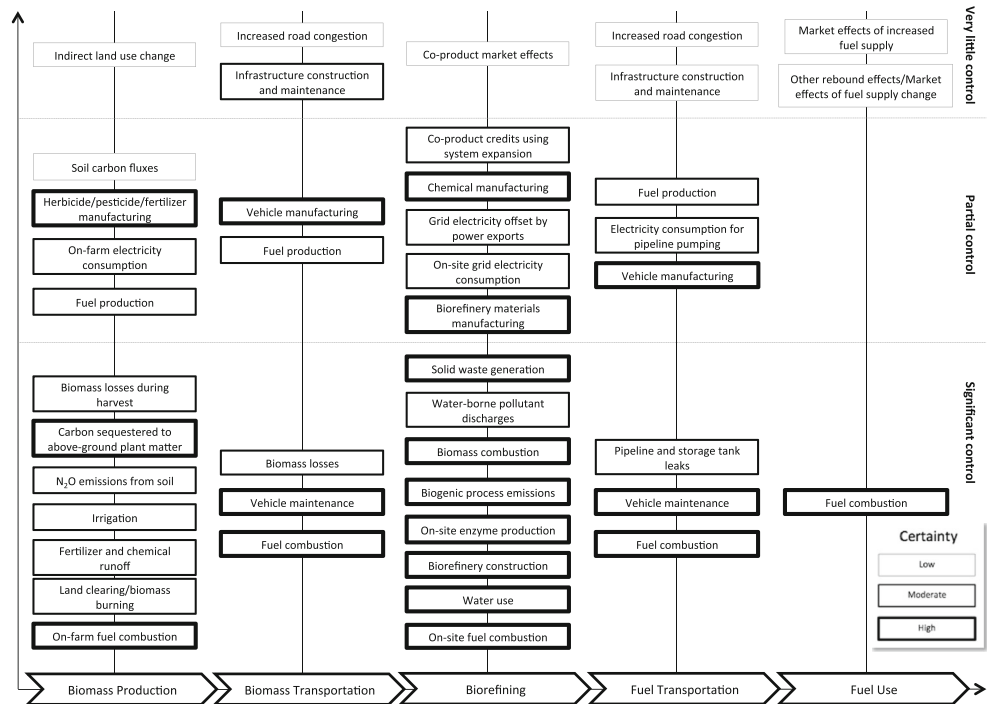 Very little control
Indirect land use change
Increased road congestion
Infrastructure construction
and maintenance
Co-product market effects
Increased road congestion
Infrastructure construction
and maintenance
Market effects of increased
fuel supply
Other rebound effects/Market
effects of fuel supply change
Partial control
Soil carbon fluxes
Herbicide/pesticide/fertilizer
manufacturing
On-farm electricity
consumption
Fuel production
Vehicle manufacturing
Fuel production
Co-product credits using
system expansion
Chemical manufacturing
Grid electricity offset by
power exports
On-site grid electricity
consumption
Biorefinery materials
manufacturing
Fuel production
Electricity consumption for
pipeline pumping
Vehicle manufacturing
Significant control
Biomass losses during
harvest
Carbon sequestered to
above-ground plant matter
N2O emissions from soil
Irrigation
Fertilizer and chemical
runoff
Land clearing/biomass
burning
On-farm fuel combustion
Biomass losses
Vehicle maintenance
Fuel combustion
Solid waste generation
Water-borne pollutant
discharges
Biomass combustion
Biogenic process emissions
On-site enzyme production
Biorefinery construction
Water use
On-site fuel combustion
Pipeline and storage tank
leaks
Vehicle maintenance
Fuel combustion
Fuel combustion
Certainty
Low
Moderate
High
Biomass Production
Biomass Transportation
Biorefining
Fuel Transportation
Fuel Use